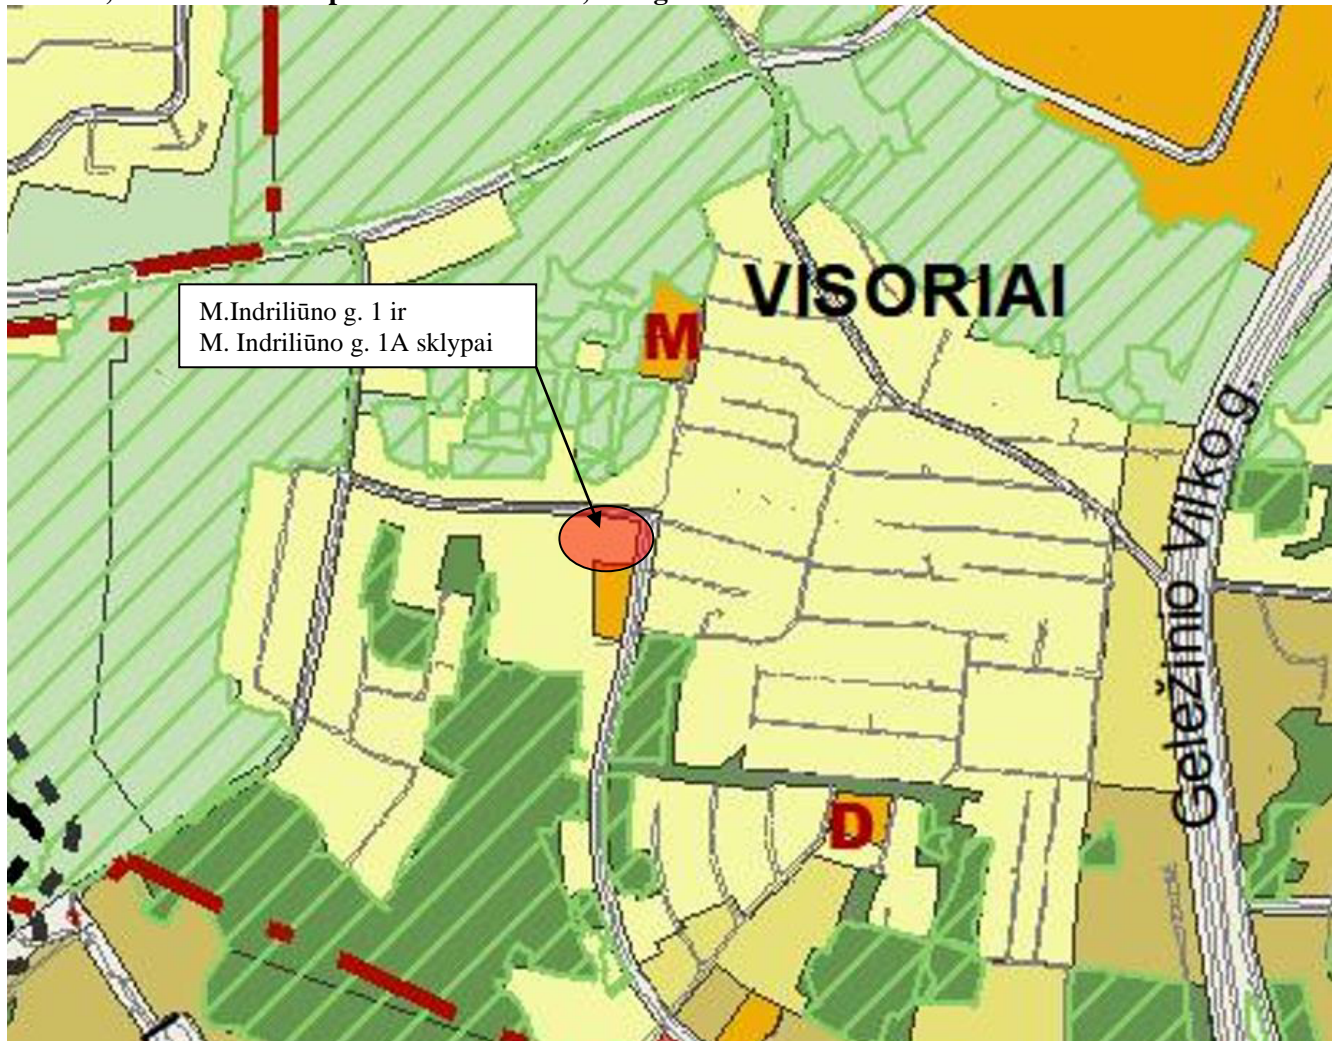 M.Indriliūno g. 1 ir
M. Indriliūno g. 1A sklypai
VISORIAI
M
Geležinio Vilko g.
D